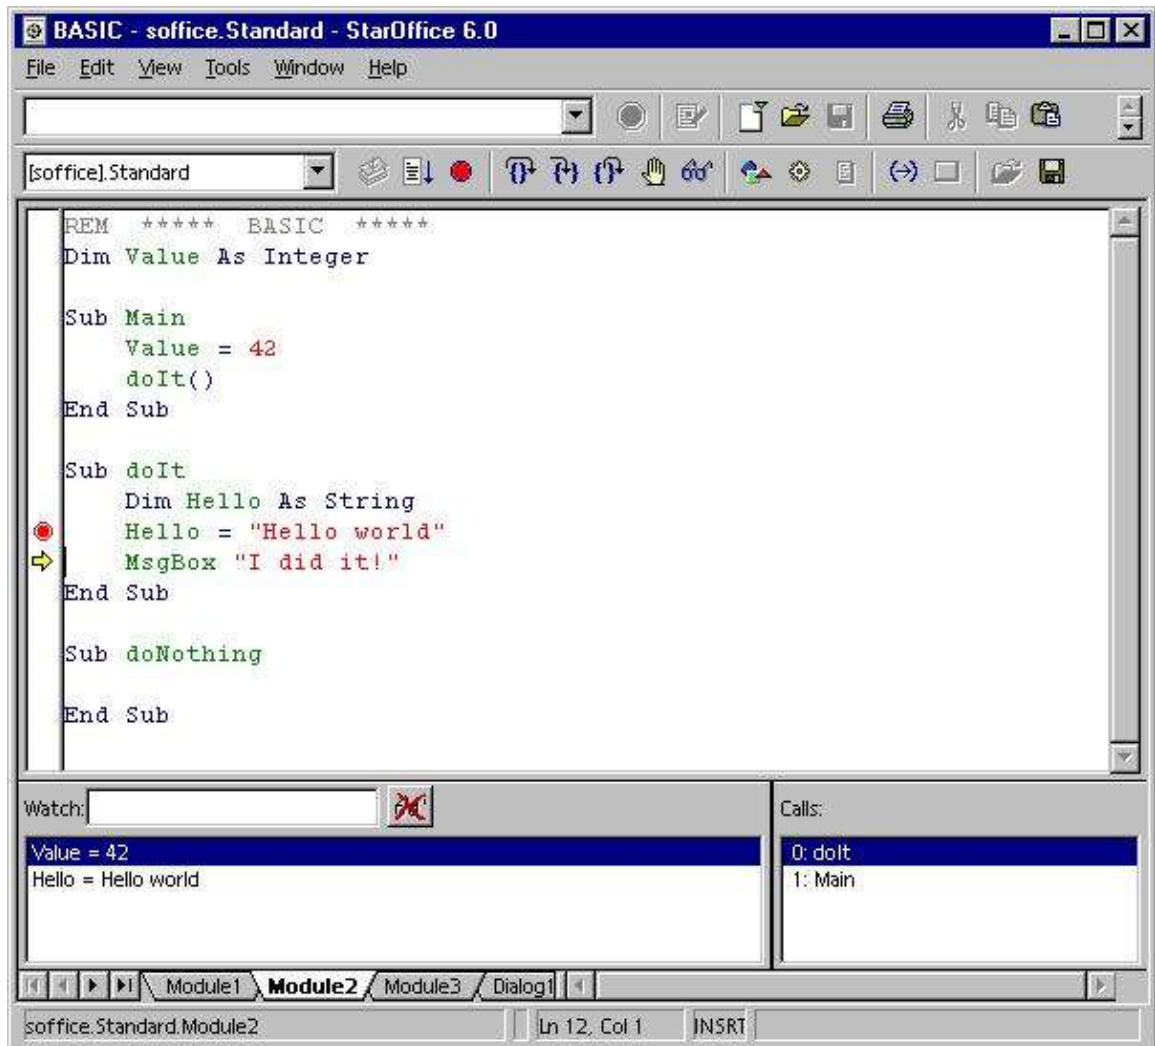 BASIC - soffice.Standard - StarOffice 6.0
File Edit View Tools Window Help
[soffice].Standard
REM ***** BASIC *****
Dim Value As Integer
Sub Main
Value = 42
doIt()
End Sub
Sub doIt
Dim Hello As String
Hello = "Hello world"
MsgBox "I did it!"
End Sub
Sub doNothing
End Sub
Watch:
Calls:
Value = 42
0: doIt
Hello = Hello world
1: Main
Module1 Module2 Module3 Dialog1
soffice.Standard.Module2 Ln 12, Col 1 INSRT